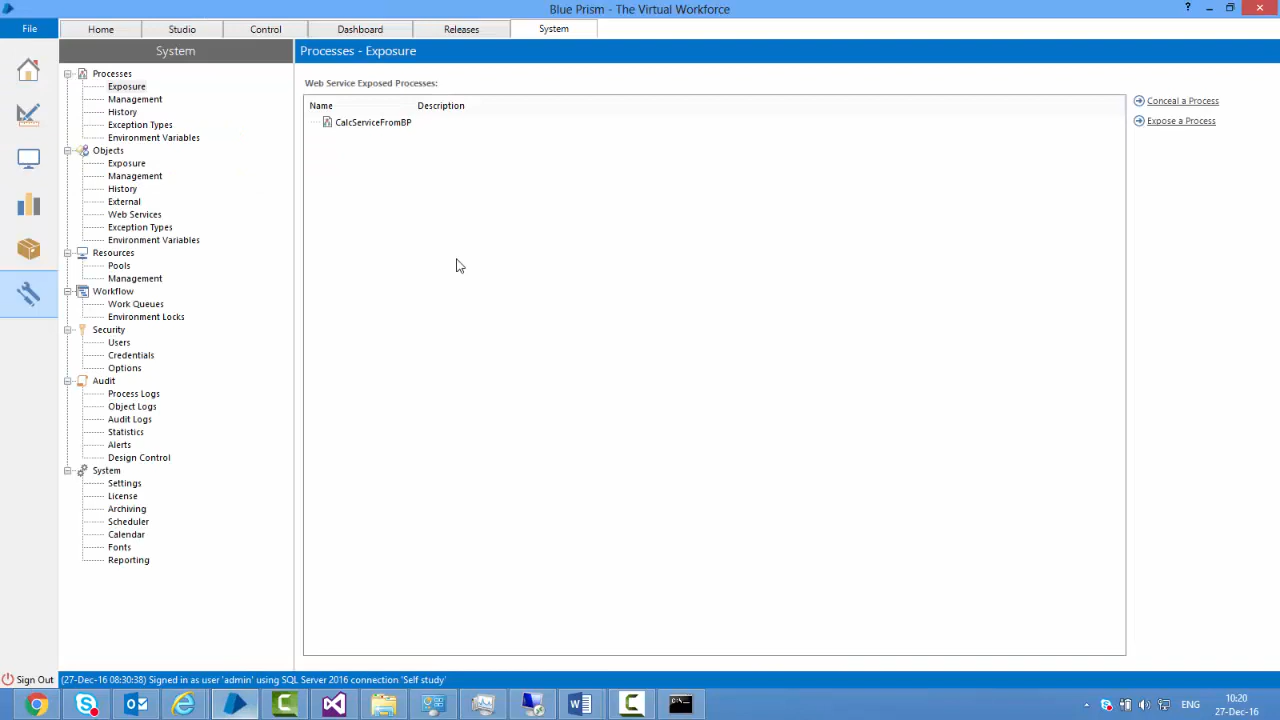 Blue Prism - The Virtual Workforce
?
File
Home
Studio
Control
Dashboard
Releases
System
System
Processes
Exposure
Management
History
Exception Types
Environment Variables
Objects
Exposure
Management
History
External
Web Services
Exception Types
Environment Variables
Resources
Pools
Management
Workflow
Work Queues
Environment Locks
Security
Users
Credentials
Options
Audit
Process Logs
Object Logs
Audit Logs
Statistics
Alerts
Design Control
System
Settings
License
Archiving
Scheduler
Calendar
Fonts
Reporting
Processes - Exposure
Web Service Exposed Processes:
Name Description
CalcServiceFromBP
Conceal a Process
Expose a Process
Sign Out
(27-Dec-16 08:30:38) Signed in as user 'admin' using SQL Server 2016 connection 'Self study'
ENG
10:20
27-Dec-16